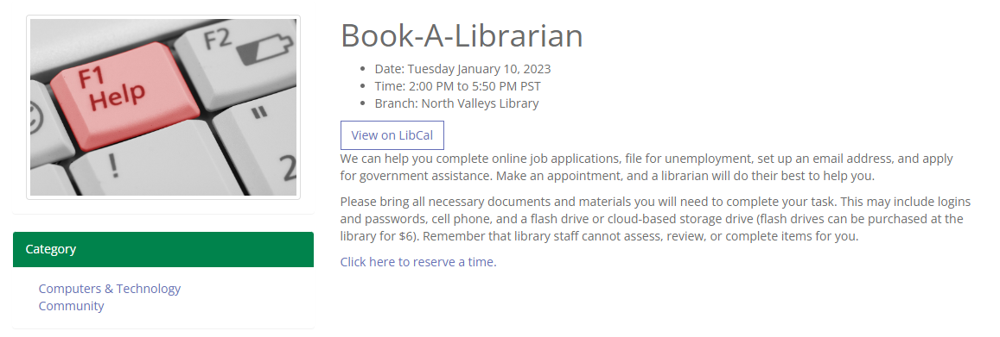 F1
Help
F2
!
"
2
Book-A-Librarian
Date: Tuesday January 10, 2023
Time: 2:00 PM to 5:50 PM PST
Branch: North Valleys Library
View on LibCal
We can help you complete online job applications, file for unemployment, set up an email address, and apply
for government assistance. Make an appointment, and a librarian will do their best to help you.
Please bring all necessary documents and materials you will need to complete your task. This may include logins
and passwords, cell phone, and a flash drive or cloud-based storage drive (flash drives can be purchased at the
library for $6). Remember that library staff cannot assess, review, or complete items for you.
Click here to reserve a time.
Category
Computers & Technology
Community